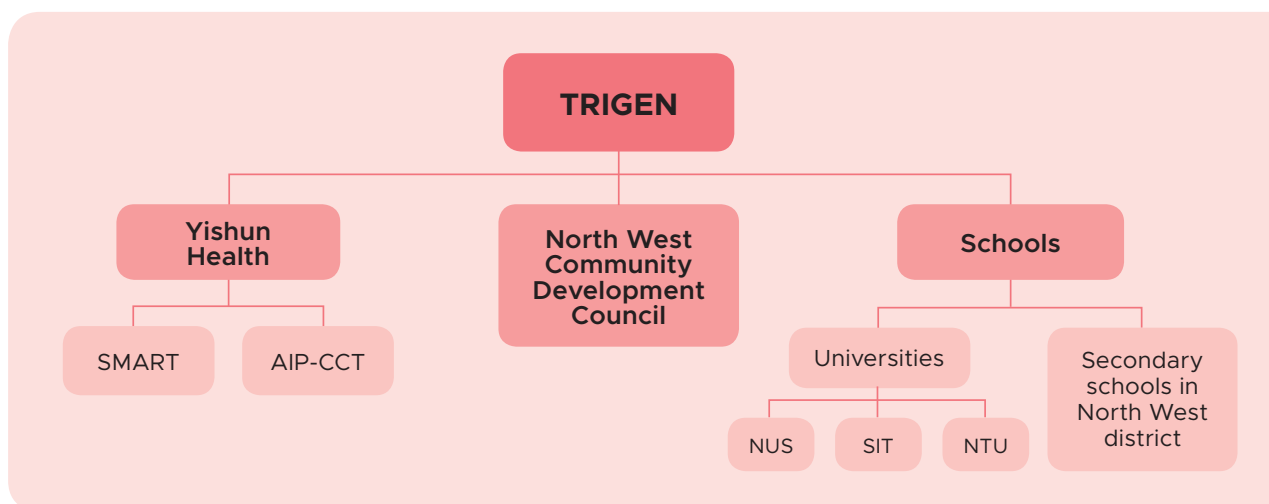 TRIGEN
Yishun
Health
North West
Community
Development
Council
Schools
SMART
AIP-CCT
Universities
Secondary
schools in
North West
district
NUS
SIT
NTU